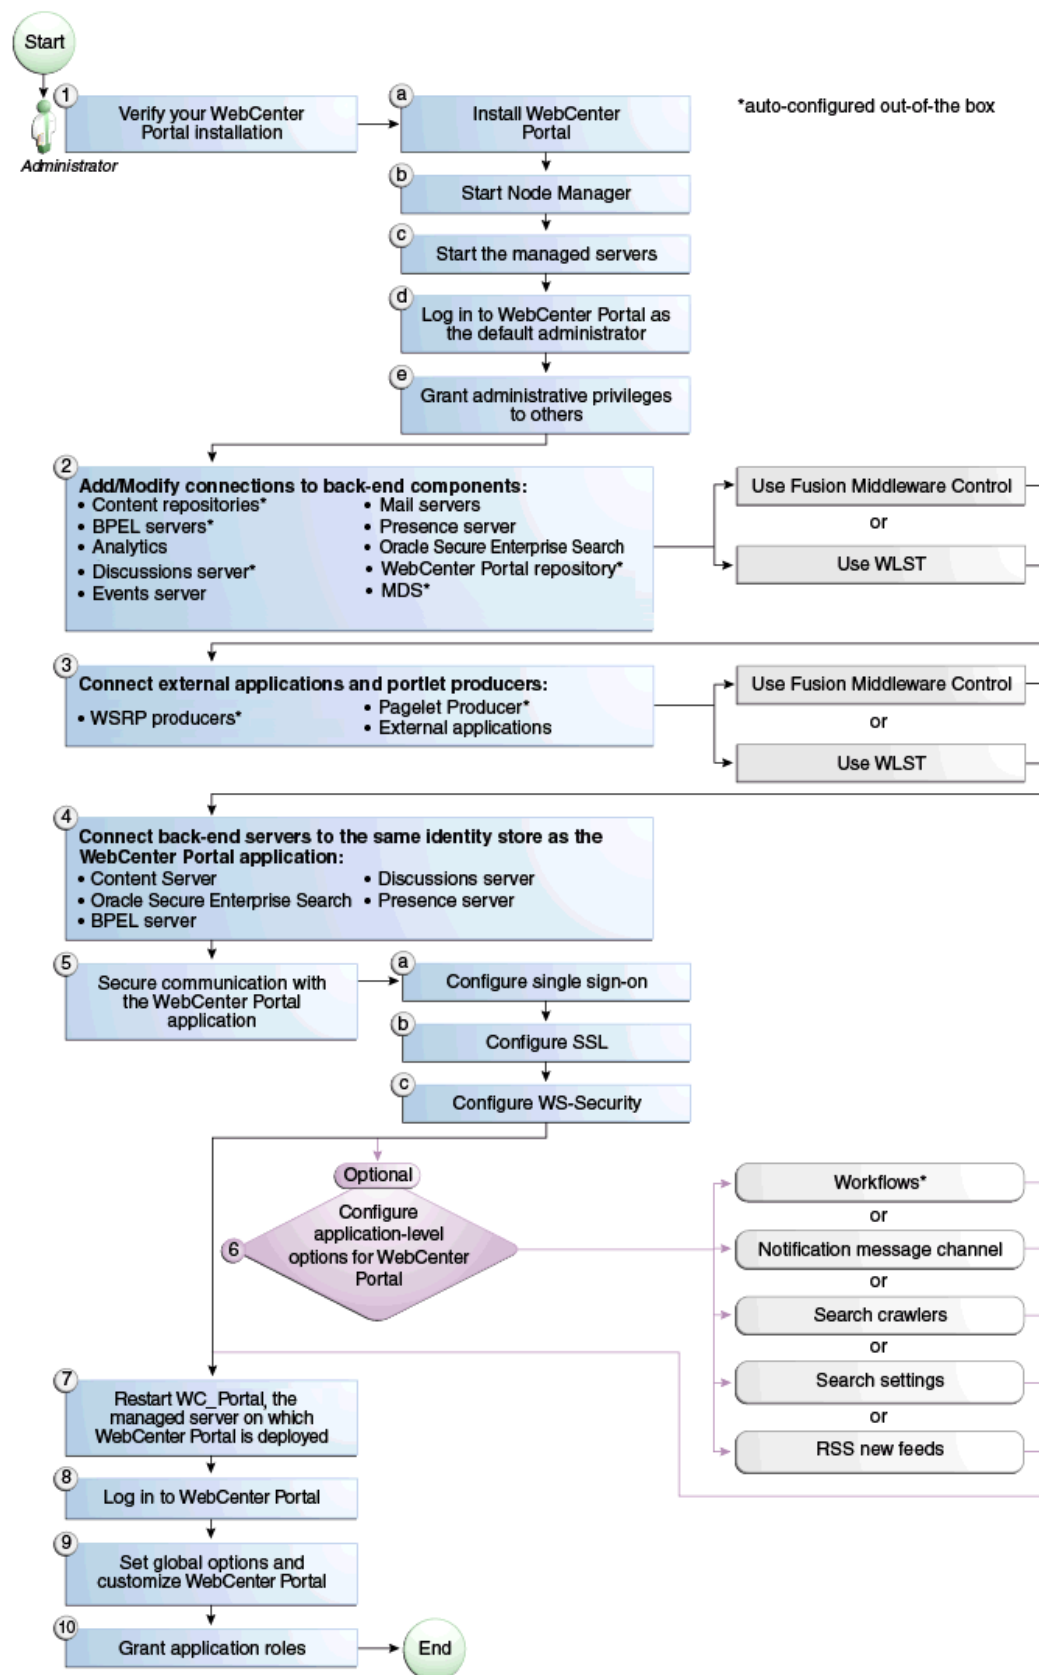 Start
Administrator
1
Verify your WebCenter
Portal installation
a
Install WebCenter
Portal
*auto-configured out-of-the box
b
Start Node Manager
c
Start the managed servers
d
Log in to WebCenter Portal as
the default administrator
e
Grant administrative privileges
to others
2
Add/Modify connections to back-end components:
• Content repositories*
• BPEL servers*
• Analytics
• Discussions server*
• Events server
• Mail servers
• Presence server
• Oracle Secure Enterprise Search
• WebCenter Portal repository*
• MDS*
Use Fusion Middleware Control
or
Use WLST
3
Connect external applications and portlet producers:
• WSRP producers*
• Pagelet Producer*
• External applications
Use Fusion Middleware Control
or
Use WLST
4
Connect back-end servers to the same identity store as the
WebCenter Portal application:
• Content Server
• Oracle Secure Enterprise Search
• BPEL server
• Discussions server
• Presence server
5
Secure communication with
the WebCenter Portal
application
a
Configure single sign-on
b
Configure SSL
c
Configure WS-Security
Optional
6
Configure
application-level
options for WebCenter
Portal
Workflows*
or
Notification message channel
or
Search crawlers
or
Search settings
or
RSS new feeds
7
Restart WC_Portal, the
managed server on which
WebCenter Portal is deployed
8
Log in to WebCenter Portal
9
Set global options and
customize WebCenter Portal
10
Grant application roles
End